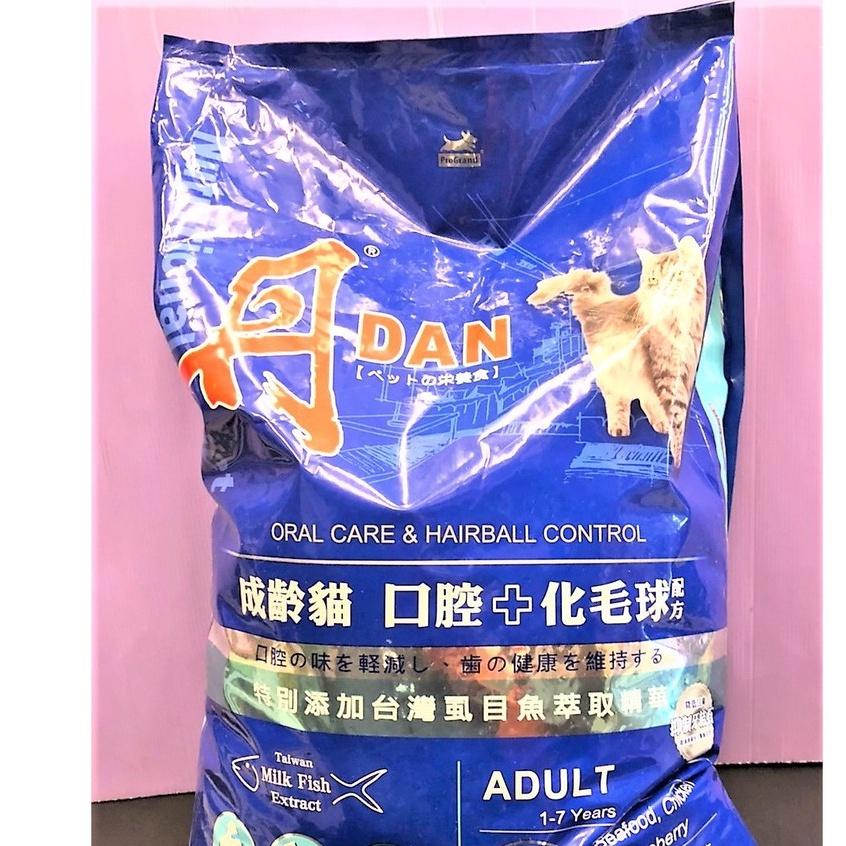 ProGrand
Nutritional
丹®
DAN
【ペットの栄養食】
ORAL CARE & HAIRBALL CONTROL
成齡貓 口腔+化毛球配方
口腔の味を軽減し、歯の健康を維持する
特別添加台灣虱目魚萃取精華
Taiwan
Milk Fish
Extract
ADULT
1-7 Years
Seafood, Chicken